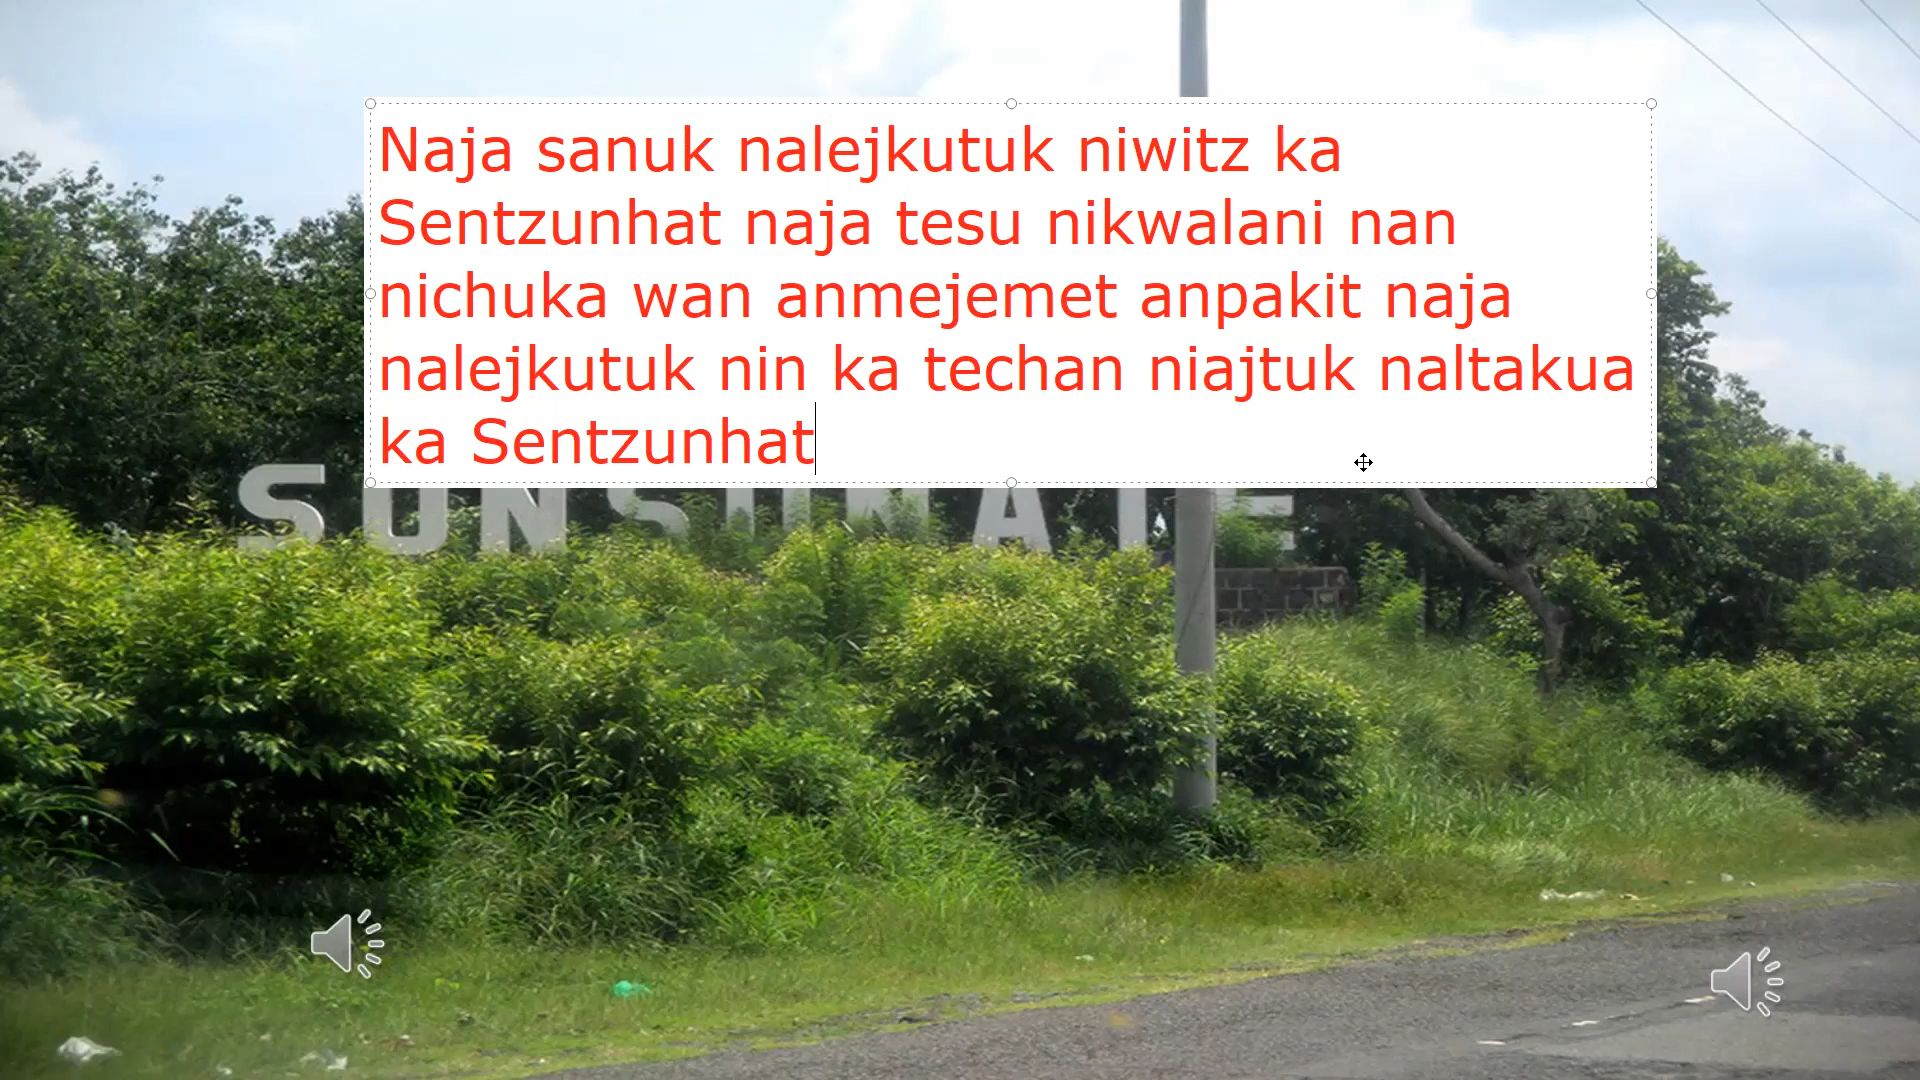 Naja sanuk nalejkutuk niwitz ka
Sentzunhat naja tesu nikwalani nan
nichuka wan anmejemet anpakit naja
nalejkutuk nin ka techan niajtuk naltakua
ka Sentzunhat
SONSONATE